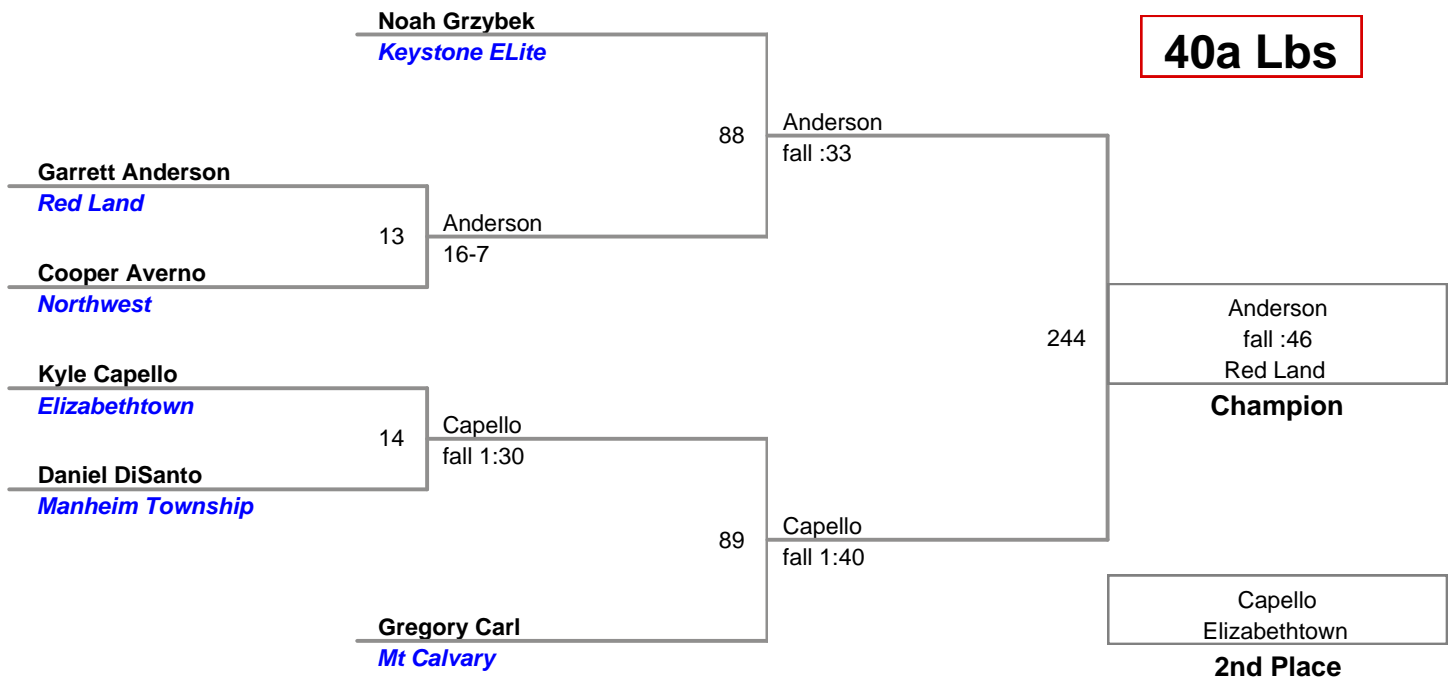 Noah Grzybek
Keystone ELite
40a Lbs
88
Anderson
fall :33
Garrett Anderson
Red Land
13
Anderson
16-7
Cooper Averno
Northwest
244
Anderson
fall :46
Red Land
Champion
Kyle Capello
Elizabethtown
14
Capello
fall 1:30
Daniel DiSanto
Manheim Township
89
Capello
fall 1:40
Gregory Carl
Mt Calvary
Capello
Elizabethtown
2nd Place